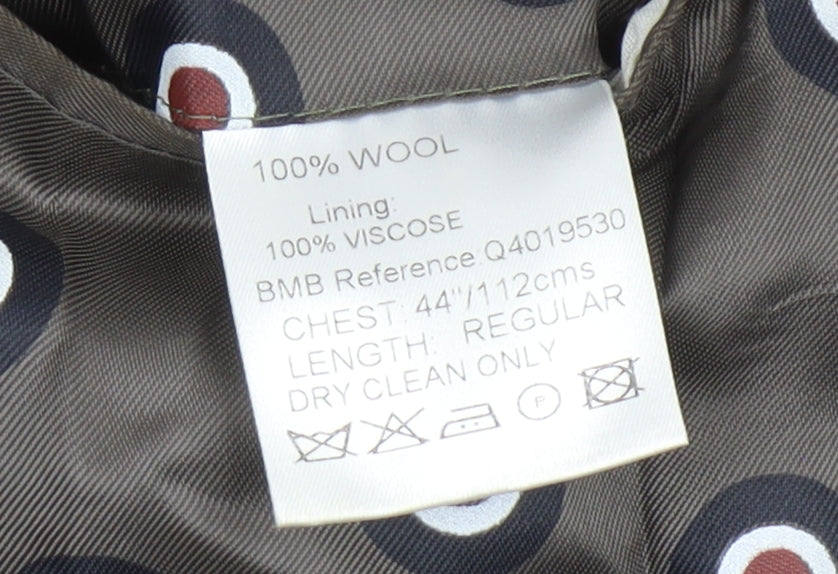 100% WOOL
Lining:
100% VISCOSE
BMB Reference:Q4019530
CHEST: 44"/112cms
LENGTH: REGULAR
DRY CLEAN ONLY
P